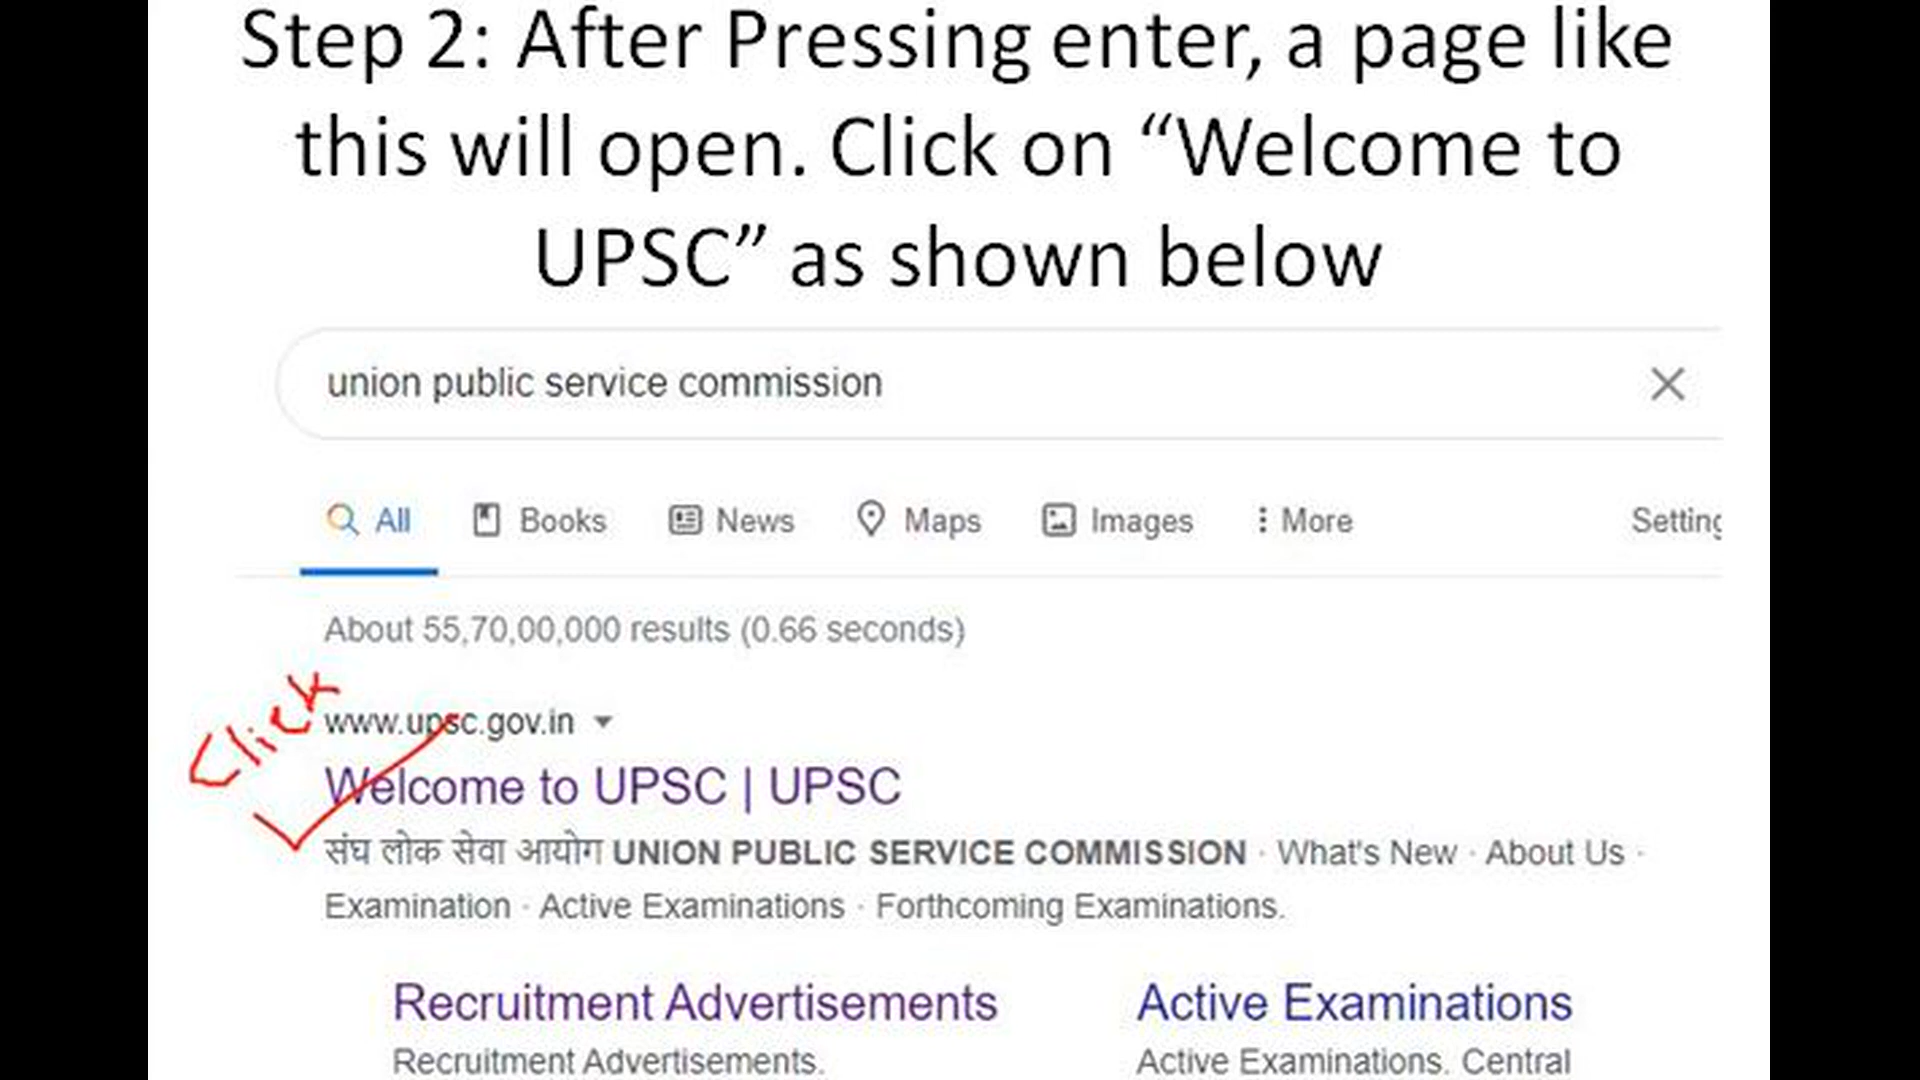 Step 2: After Pressing enter, a page like
this will open. Click on “Welcome to
UPSC” as shown below
union public service commission
All Books News Maps Images More Setting
About 55,70,00,000 results (0.66 seconds)
Click
www.upsc.gov.in
Welcome to UPSC | UPSC
संघ लोक सेवा आयोग UNION PUBLIC SERVICE COMMISSION · What's New · About Us ·
Examination · Active Examinations · Forthcoming Examinations.
Recruitment Advertisements Active Examinations
Recruitment Advertisements. Active Examinations. Central